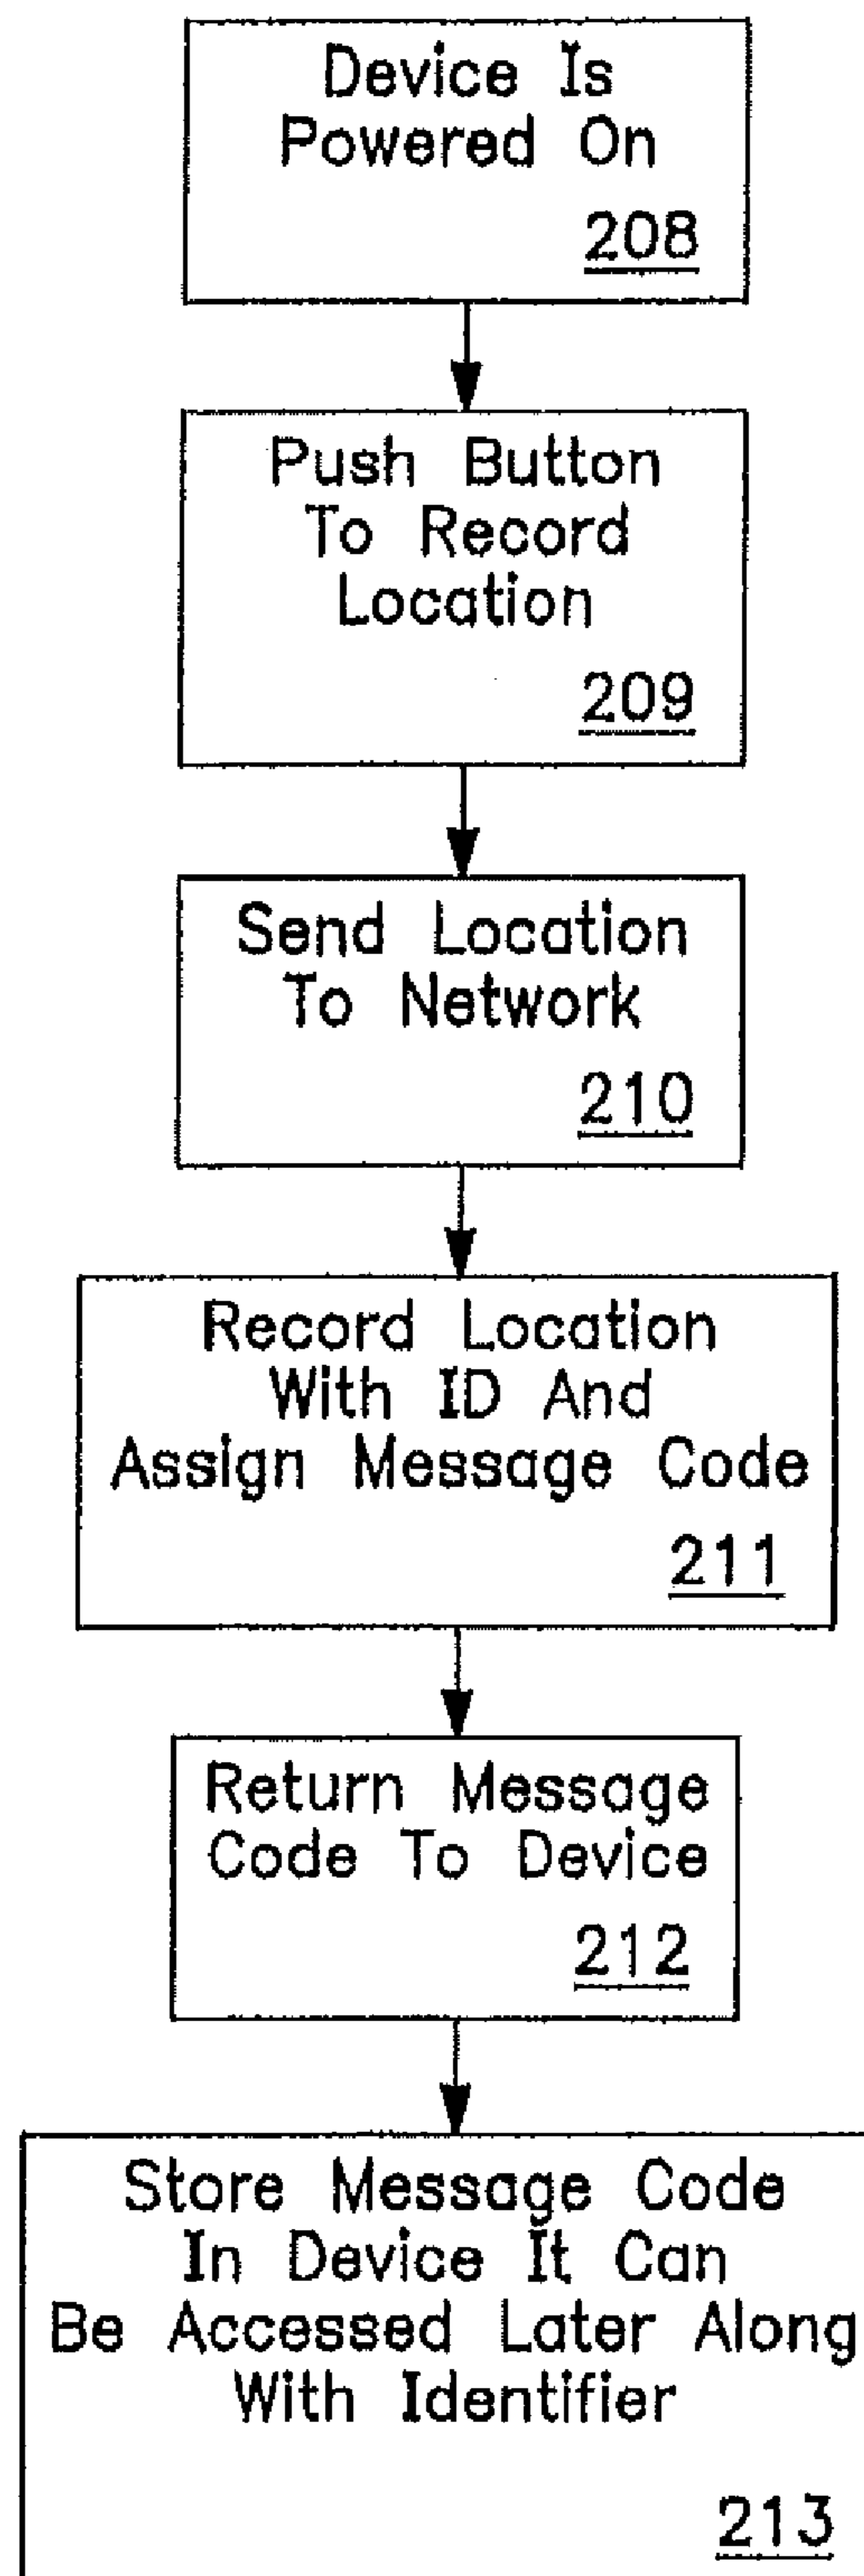 Device Is
Powered On
208
Push Button
To Record
Location
209
Send Location
To Network
210
Record Location
With ID And
Assign Message Code
211
Return Message
Code To Device
212
Store Message Code
In Device It Can
Be Accessed Later Along
With Identifier
213